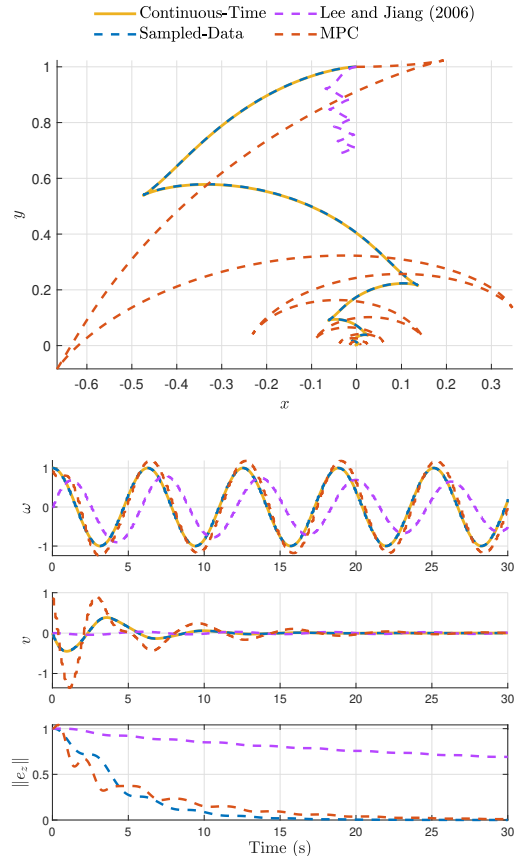 Continuous-Time Lee and Jiang (2006)
Sampled-Data MPC
1
0.8
0.6
0.4
0.2
0
y
-0.6 -0.5 -0.4 -0.3 -0.2 -0.1 0 0.1 0.2 0.3
x
1
0
-1
ω
0 5 10 15 20 25 30
1
0
-1
v
0 5 10 15 20 25 30
1
0.5
0
‖e_z‖
0 5 10 15 20 25 30
Time (s)